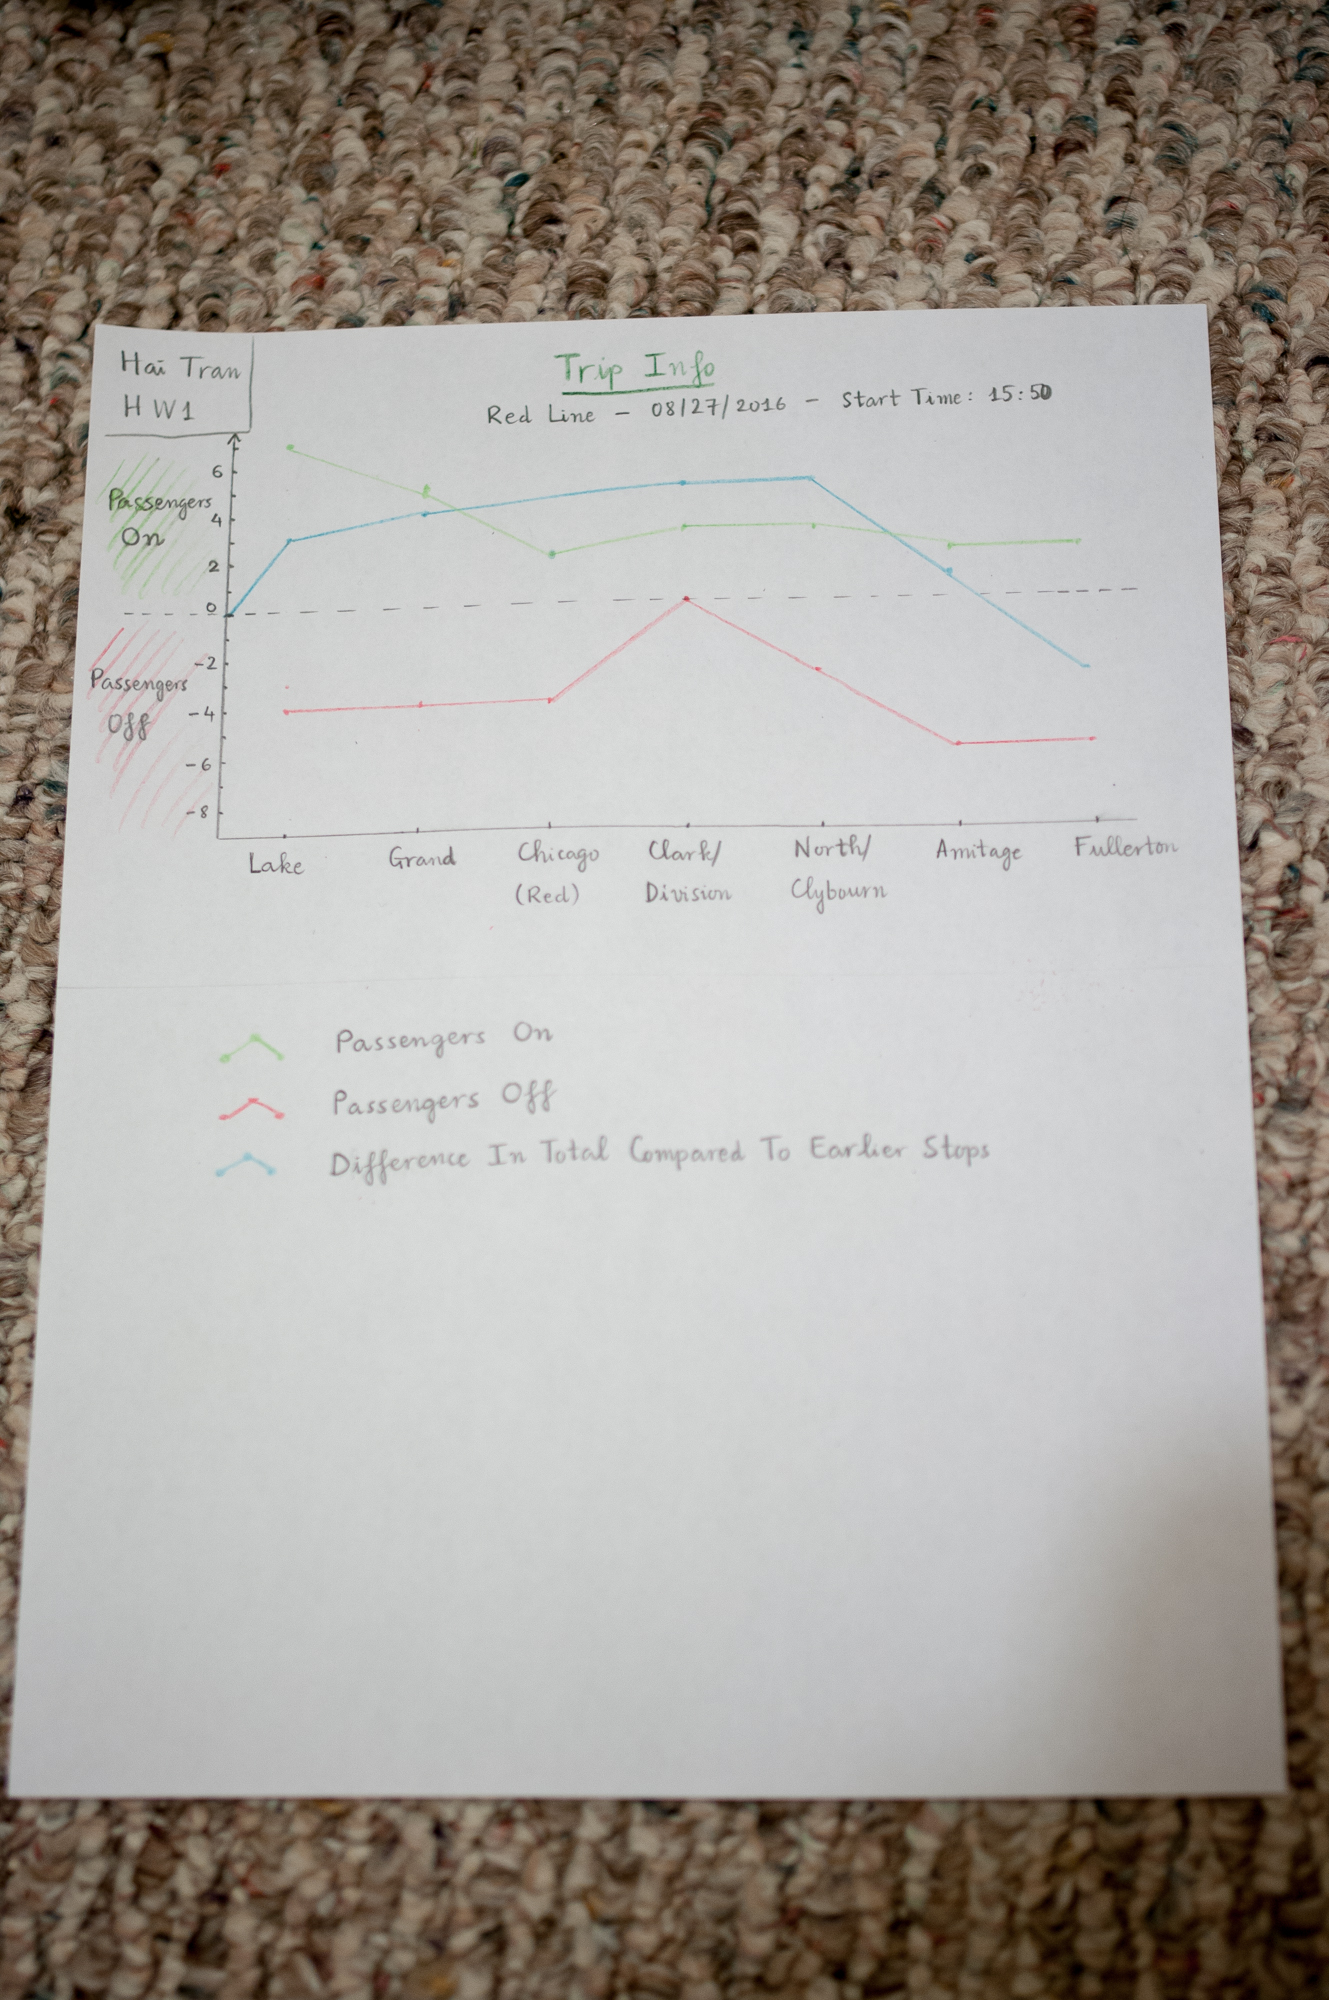 Hai Tran
HW1
Trip Info
Red Line - 08/27/2016 - Start Time: 15:50
Passengers
On
6
4
2
0
Passengers
Off
-2
-4
-6
-8
Lake
Grand
Chicago
(Red)
Clark/
Division
North/
Clybourn
Amitage
Fullerton
Passengers On
Passengers Off
Difference In Total Compared To Earlier Stops